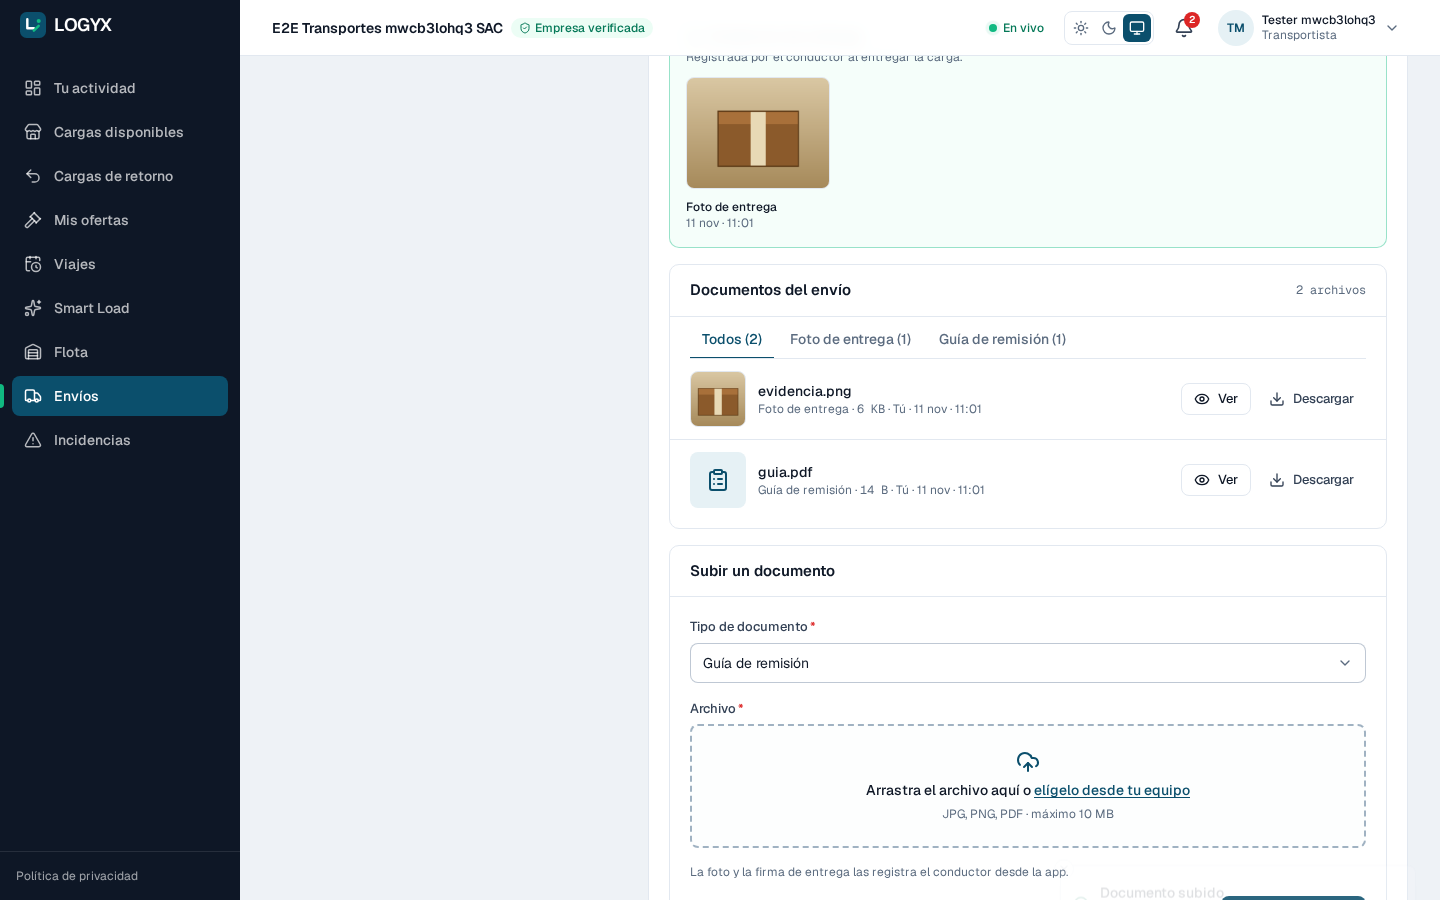 LOGYX
E2E Transportes mwcb3lohq3 SAC
Empresa verificada
En vivo
2
TM
Tester mwcb3lohq3
Transportista
Tu actividad
Cargas disponibles
Cargas de retorno
Mis ofertas
Viajes
Smart Load
Flota
Envíos
Incidencias
Política de privacidad
Registrada por el conductor al entregar la carga.
Foto de entrega
11 nov · 11:01
Documentos del envío
2 archivos
Todos (2)
Foto de entrega (1)
Guía de remisión (1)
evidencia.png
Foto de entrega · 6 KB · Tú · 11 nov · 11:01
Ver
Descargar
guia.pdf
Guía de remisión · 14 B · Tú · 11 nov · 11:01
Ver
Descargar
Subir un documento
Tipo de documento *
Guía de remisión
Archivo *
Arrastra el archivo aquí o elígelo desde tu equipo
JPG, PNG, PDF · máximo 10 MB
La foto y la firma de entrega las registra el conductor desde la app.
Documento subido